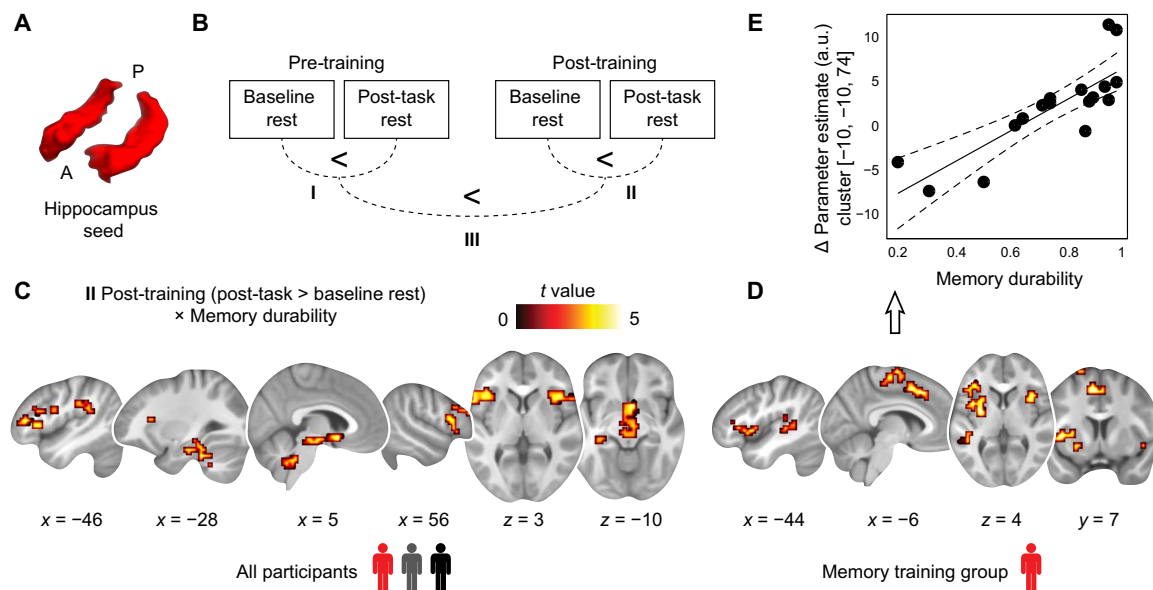 A
P
A
Hippocampus
seed
B
Pre-training
Post-training
Baseline
rest
Post-task
rest
Baseline
rest
Post-task
rest
<
<
I
<
II
III
E
Δ Parameter estimate (a.u.)
cluster [−10, −10, 74]
10
5
0
−5
−10
0.2
0.4
0.6
0.8
1
Memory durability
C
II Post-training (post-task > baseline rest)
× Memory durability
t value
0
5
x = −46
x = −28
x = 5
x = 56
z = 3
z = −10
All participants
D
x = −44
x = −6
z = 4
y = 7
Memory training group